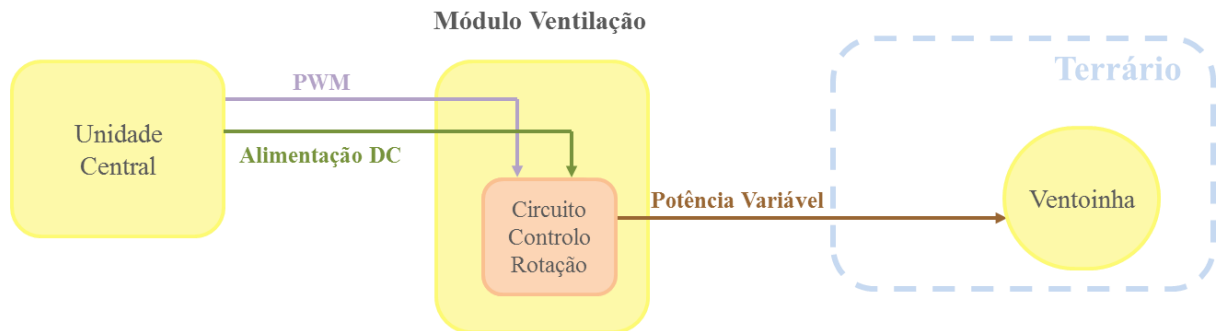 Módulo Ventilação
Terrário
PWM
Unidade
Central
Alimentação DC
Circuito
Controlo
Rotação
Potência Variável
Ventoinha